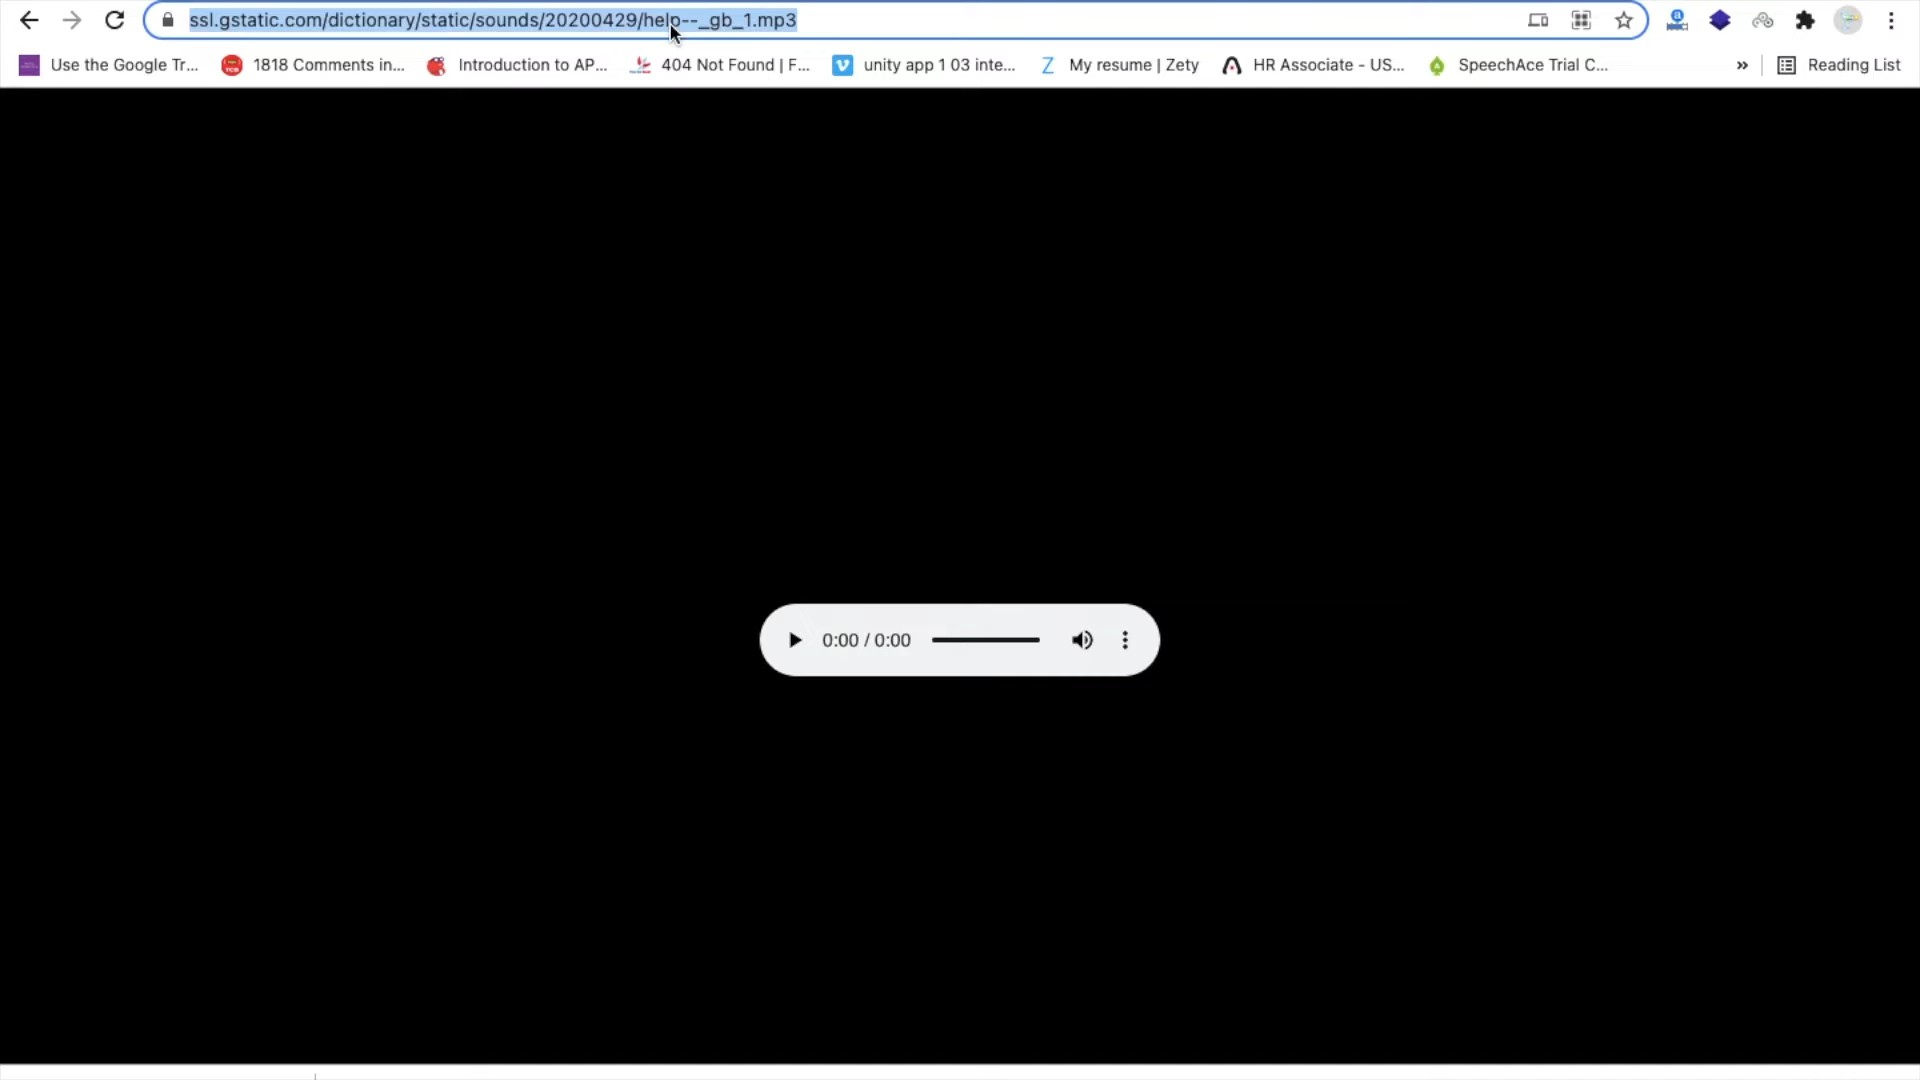 ssl.gstatic.com/dictionary/static/sounds/20200429/help--_gb_1.mp3
Use the Google Tr... 1818 Comments in... Introduction to AP... 404 Not Found | F... unity app 1 03 inte... My resume | Zety HR Associate - US... SpeechAce Trial C... » Reading List
0:00 / 0:00